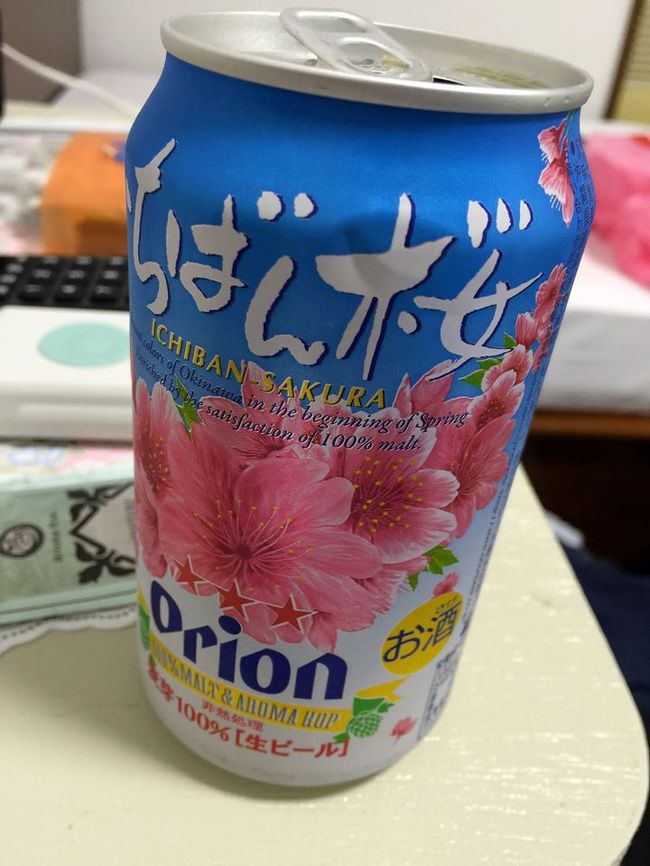 いちばん桜
ICHIBAN-SAKURA
colors of Okinawa in the beginning of Spring
Enriched by the satisfaction of 100% malt.
Orion
お酒
100% MALT & AROMA HOP
非熱処理
麦芽100%[生ビール]